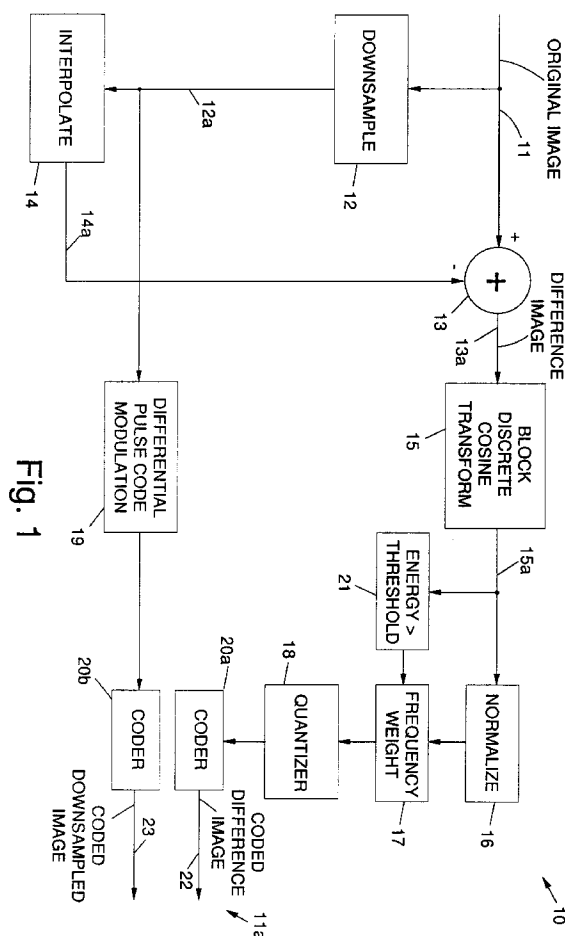 10
ORIGINAL IMAGE
11
+
-
+
13
DIFFERENCE
IMAGE
13a
BLOCK
DISCRETE
COSINE
TRANSFORM
15
15a
NORMALIZE
16
DOWNSAMPLE
12
12a
ENERGY >
THRESHOLD
21
FREQUENCY
WEIGHT
17
QUANTIZER
18
INTERPOLATE
14
14a
DIFFERENTIAL
PULSE CODE
MODULATION
19
20a
CODER
CODED
DIFFERENCE
IMAGE
22
11a
20b
CODER
23
CODED
DOWNSAMPLED
IMAGE
Fig. 1